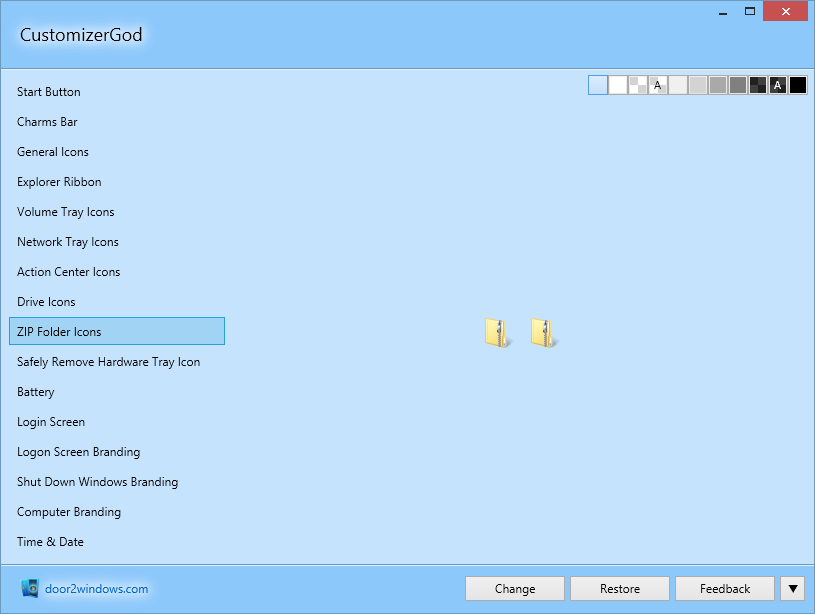 CustomizerGod
A
A
Start Button
Charms Bar
General Icons
Explorer Ribbon
Volume Tray Icons
Network Tray Icons
Action Center Icons
Drive Icons
ZIP Folder Icons
Safely Remove Hardware Tray Icon
Battery
Login Screen
Logon Screen Branding
Shut Down Windows Branding
Computer Branding
Time & Date
door2windows.com
Change
Restore
Feedback